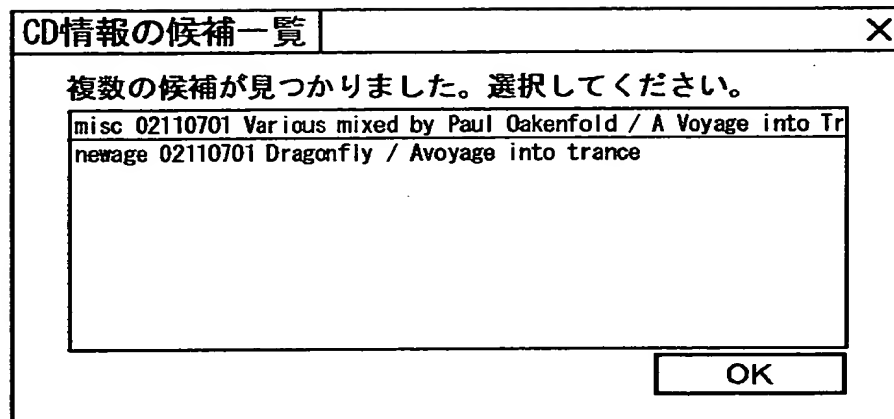 CD情報の候補一覧 ×
複数の候補が見つかりました。選択してください。
misc 02110701 Various mixed by Paul Oakenfold / A Voyage into Tr
newage 02110701 Dragonfly / Avoyage into trance
OK